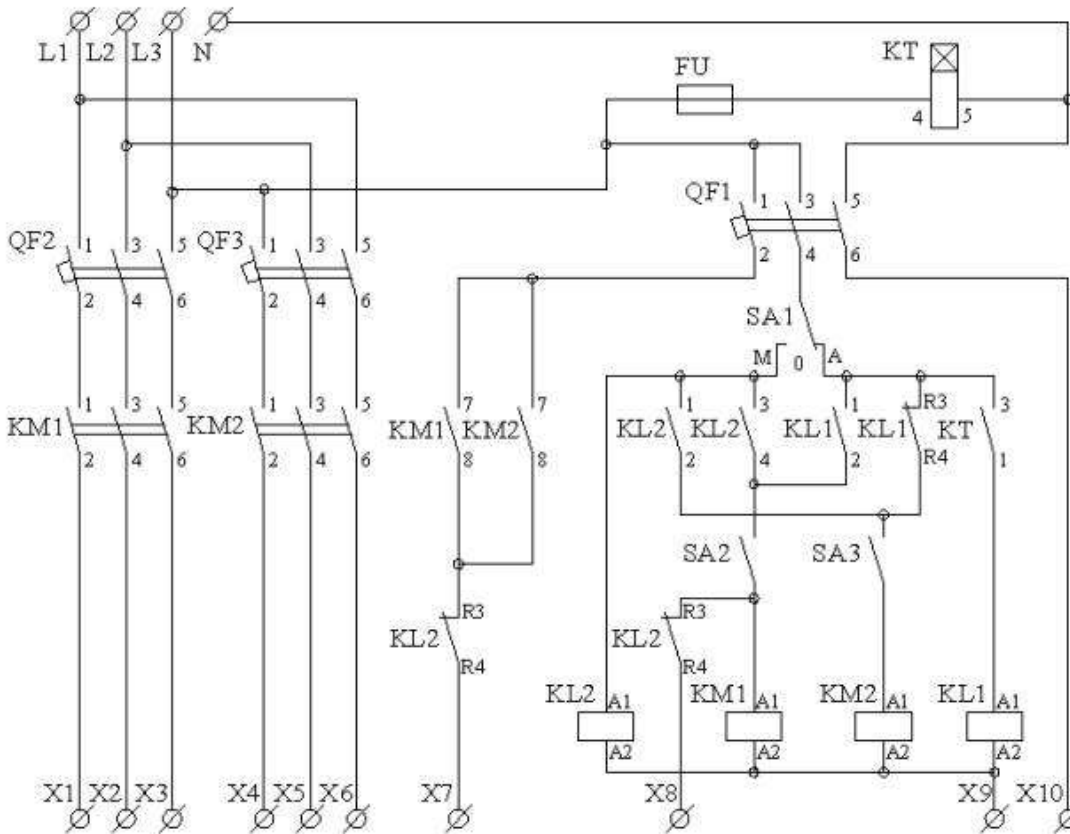 L1 L2 L3 N
FU KT
4 5
QF1 1 3 5
2 4 6
QF2 1 3 5 QF3 1 3 5
2 4 6 2 4 6
SA1
M 0 A
KM1 1 3 5 KM2 1 3 5
2 4 6 2 4 6
KM1 7 KM2 7
8 8
KL2 1 KL2 3 KL1 1 KL1 R3 KT 3
2 4 2 R4 1
SA2 SA3
KL2 R3 KL2 R3
R4 R4
KL2 A1 KM1 A1 KM2 A1 KL1 A1
A2 A2 A2 A2
X1 X2 X3 X4 X5 X6 X7 X8 X9 X10